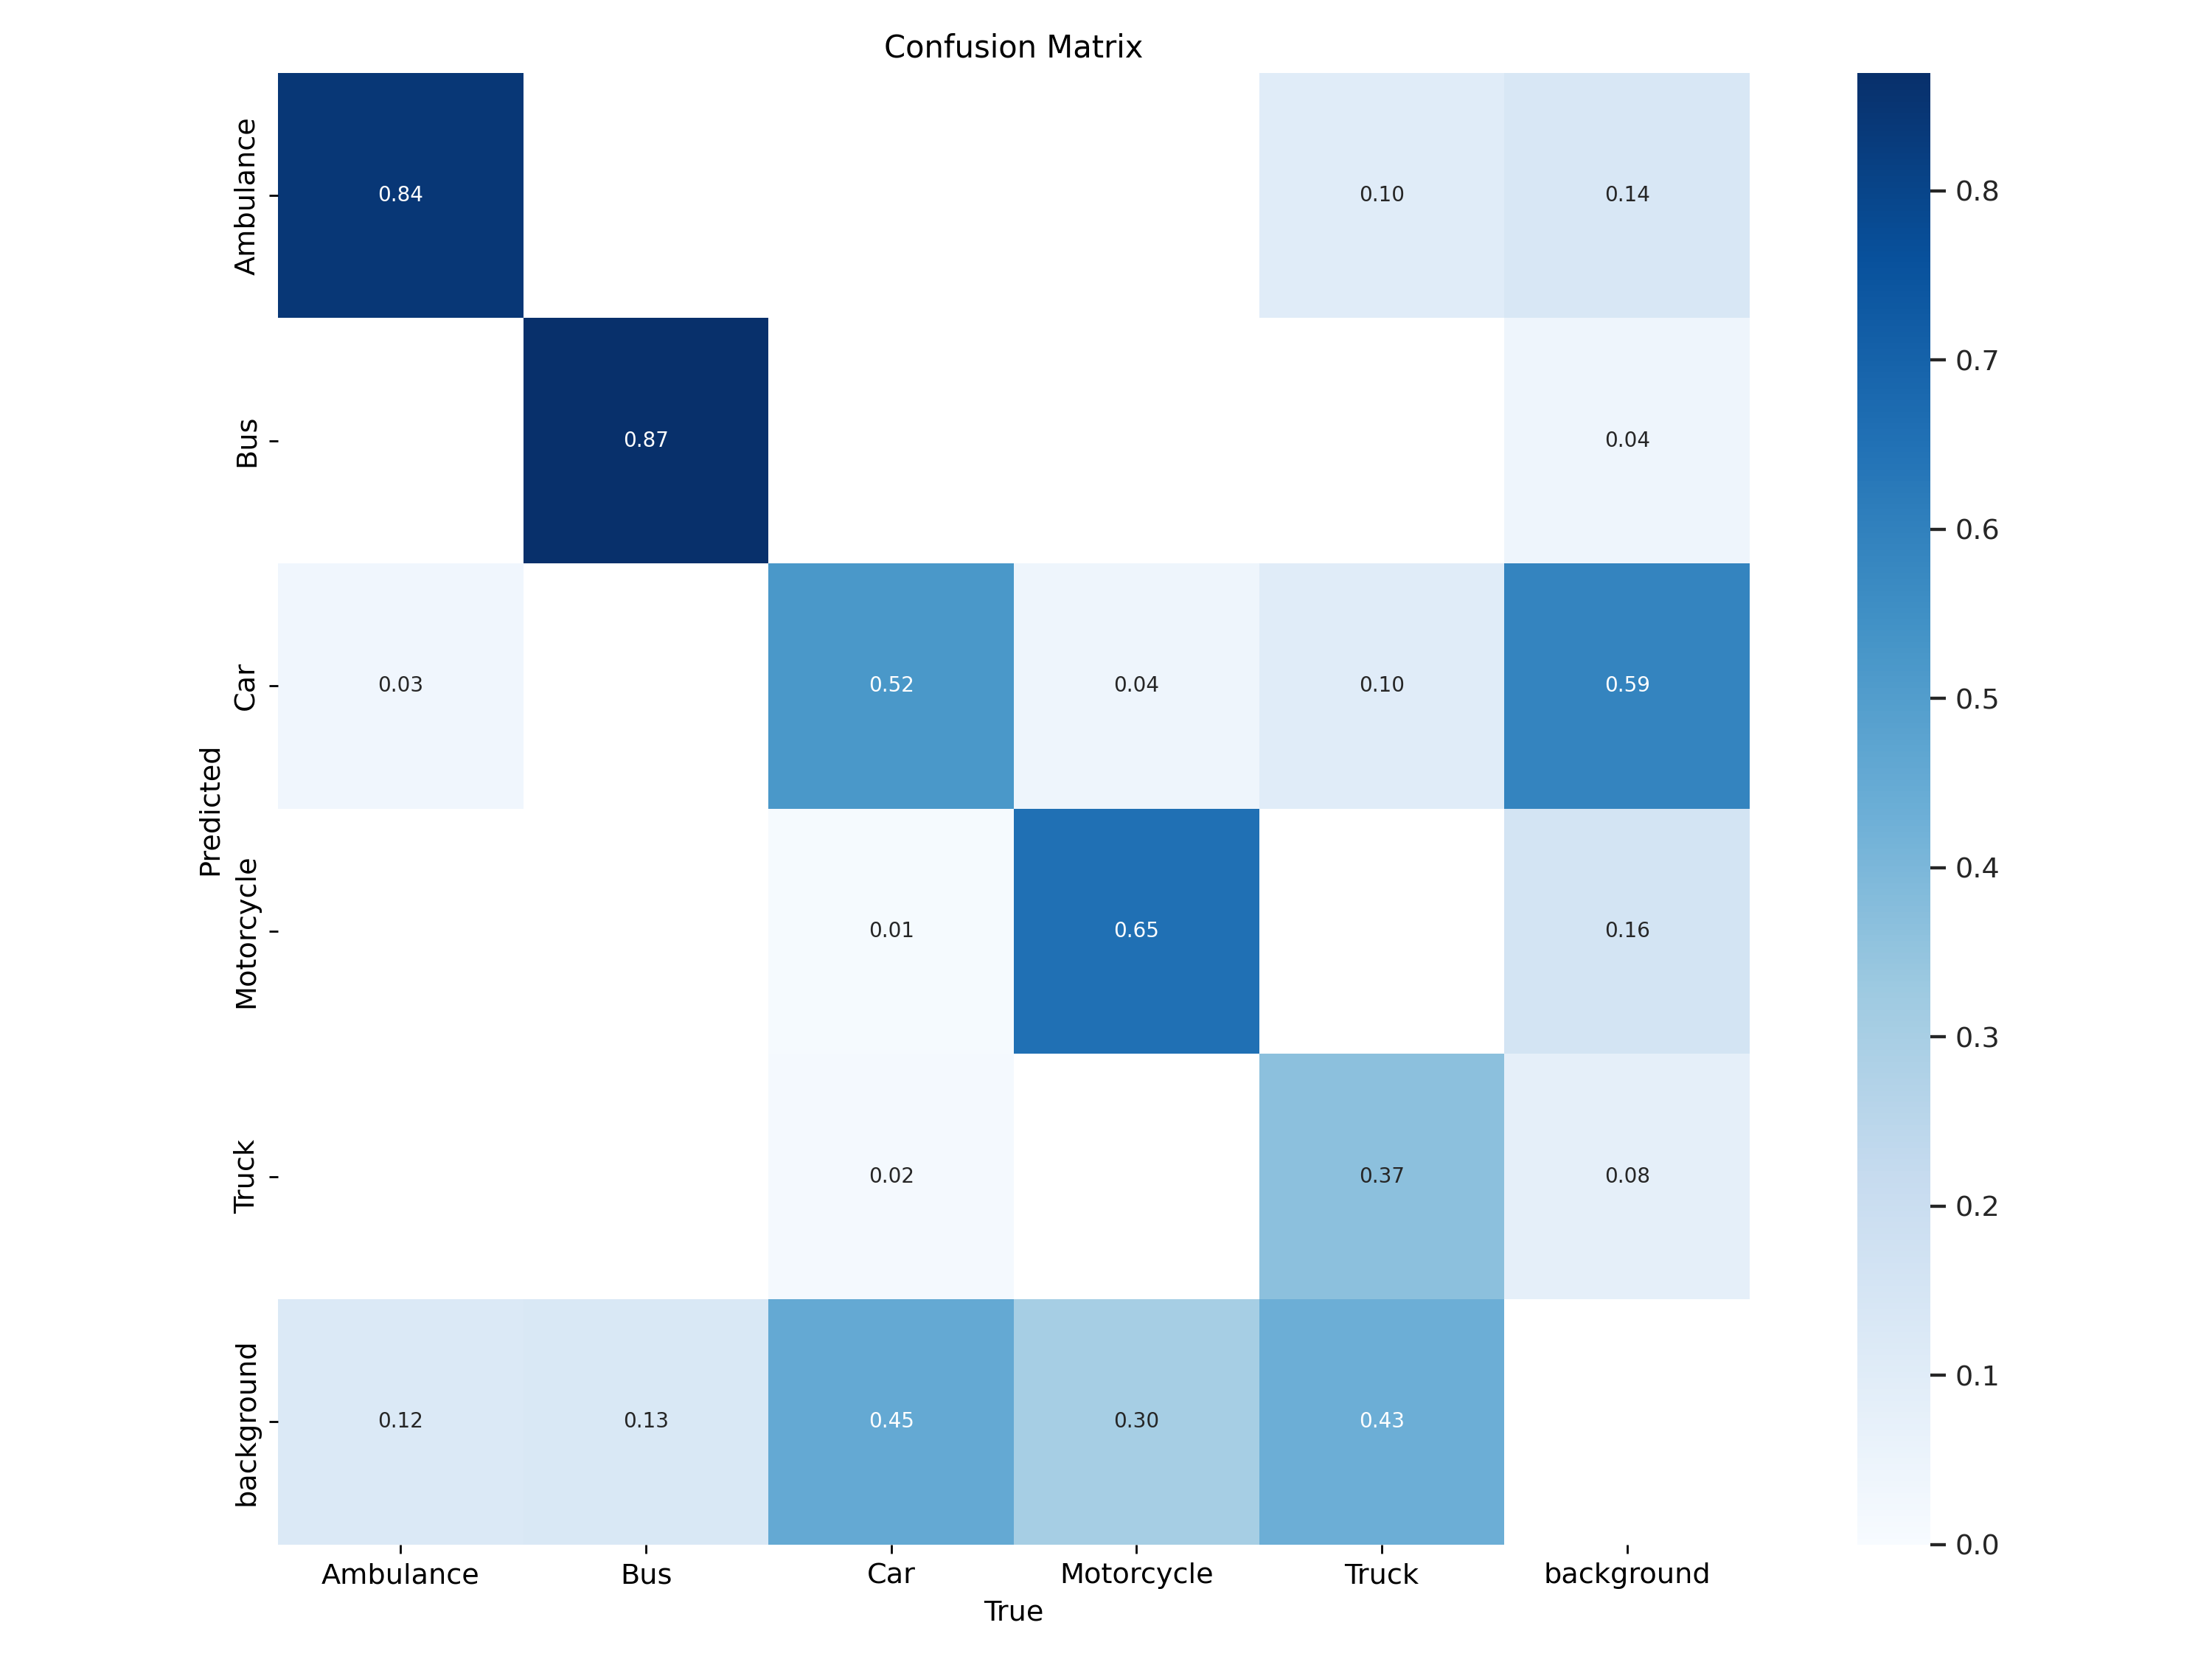 Confusion Matrix
Ambulance
0.84
0.10
0.14
0.8
Bus
0.87
0.04
0.7
0.6
Car
0.03
0.52
0.04
0.10
0.59
0.5
Predicted
0.4
Motorcycle
0.01
0.65
0.16
0.3
Truck
0.02
0.37
0.08
0.2
0.1
background
0.12
0.13
0.45
0.30
0.43
0.0
Ambulance
Bus
Car
Motorcycle
Truck
background
True